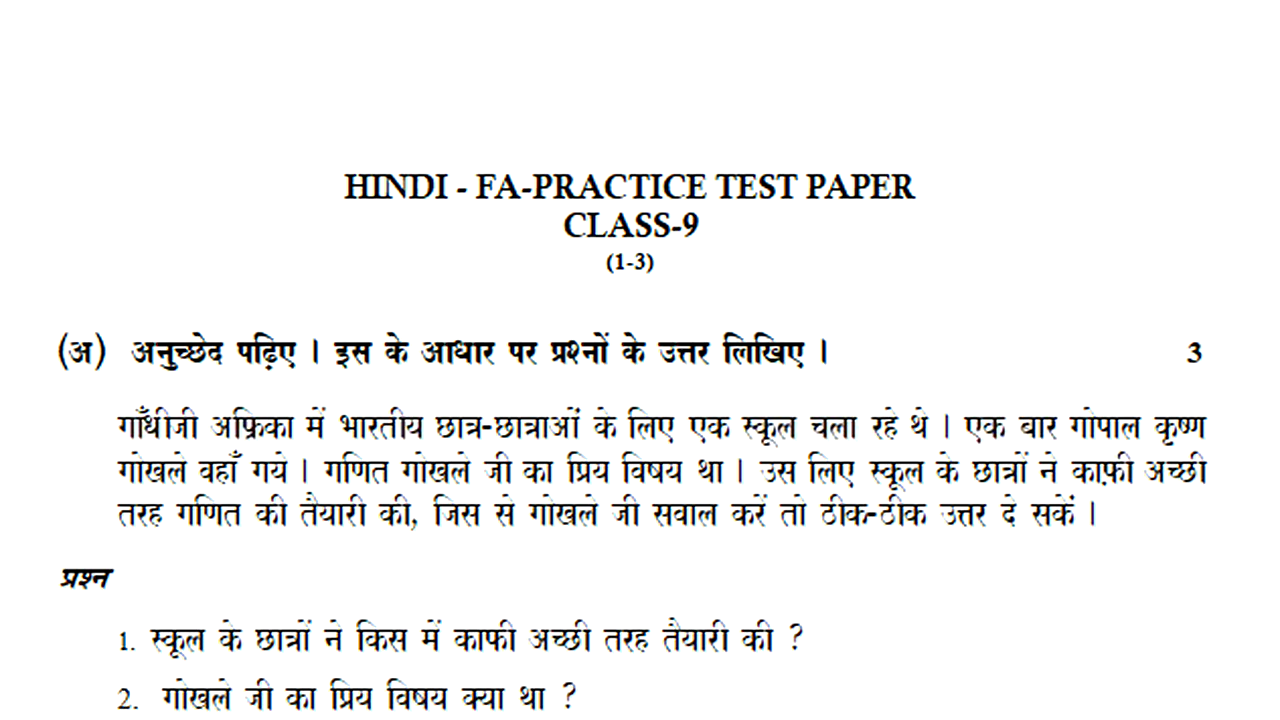 HINDI - FA-PRACTICE TEST PAPER
CLASS-9
(1-3)
(अ) अनुच्छेद पढ़िए । इस के आधार पर प्रश्नों के उत्तर लिखिए । 3
गाँधीजी अफ्रिका में भारतीय छात्र-छात्राओं के लिए एक स्कूल चला रहे थे । एक बार गोपाल कृष्ण
गोखले वहाँ गये । गणित गोखले जी का प्रिय विषय था । उस लिए स्कूल के छात्रों ने काफ़ी अच्छी
तरह गणित की तैयारी की, जिस से गोखले जी सवाल करें तो ठीक-ठीक उत्तर दे सकें ।
प्रश्न
1. स्कूल के छात्रों ने किस में काफी अच्छी तरह तैयारी की ?
2. गोखले जी का प्रिय विषय क्या था ?